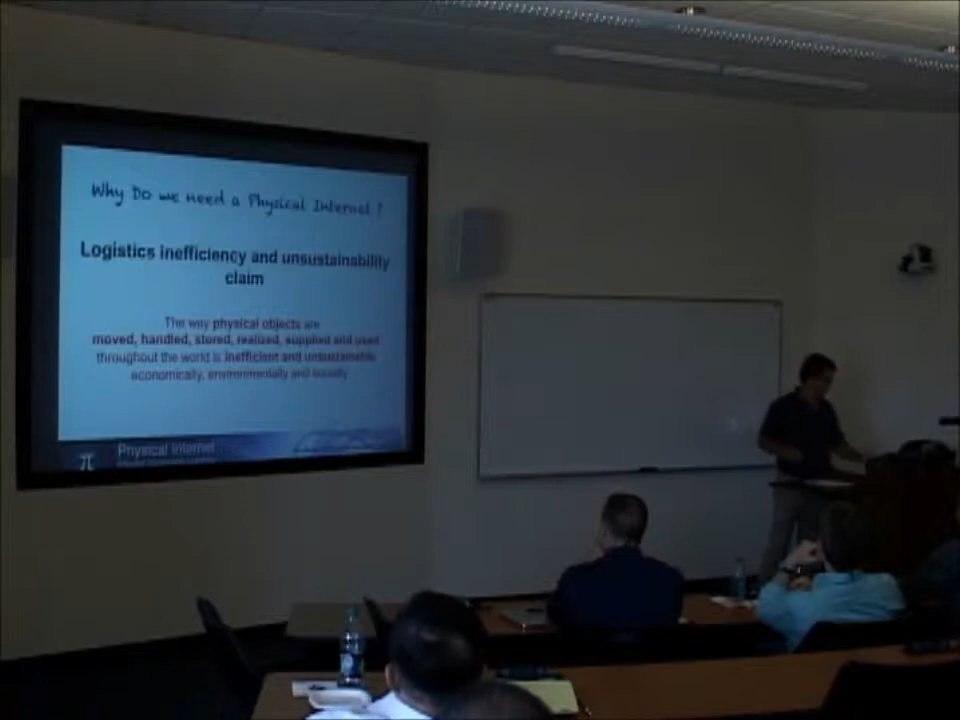 Why Do we need a Physical Internet?
Logistics inefficiency and unsustainability
claim
The way physical objects are
moved, handled, stored, realized, supplied and used
throughout the world is inefficient and unsustainable
economically, environmentally and socially
π Physical Internet